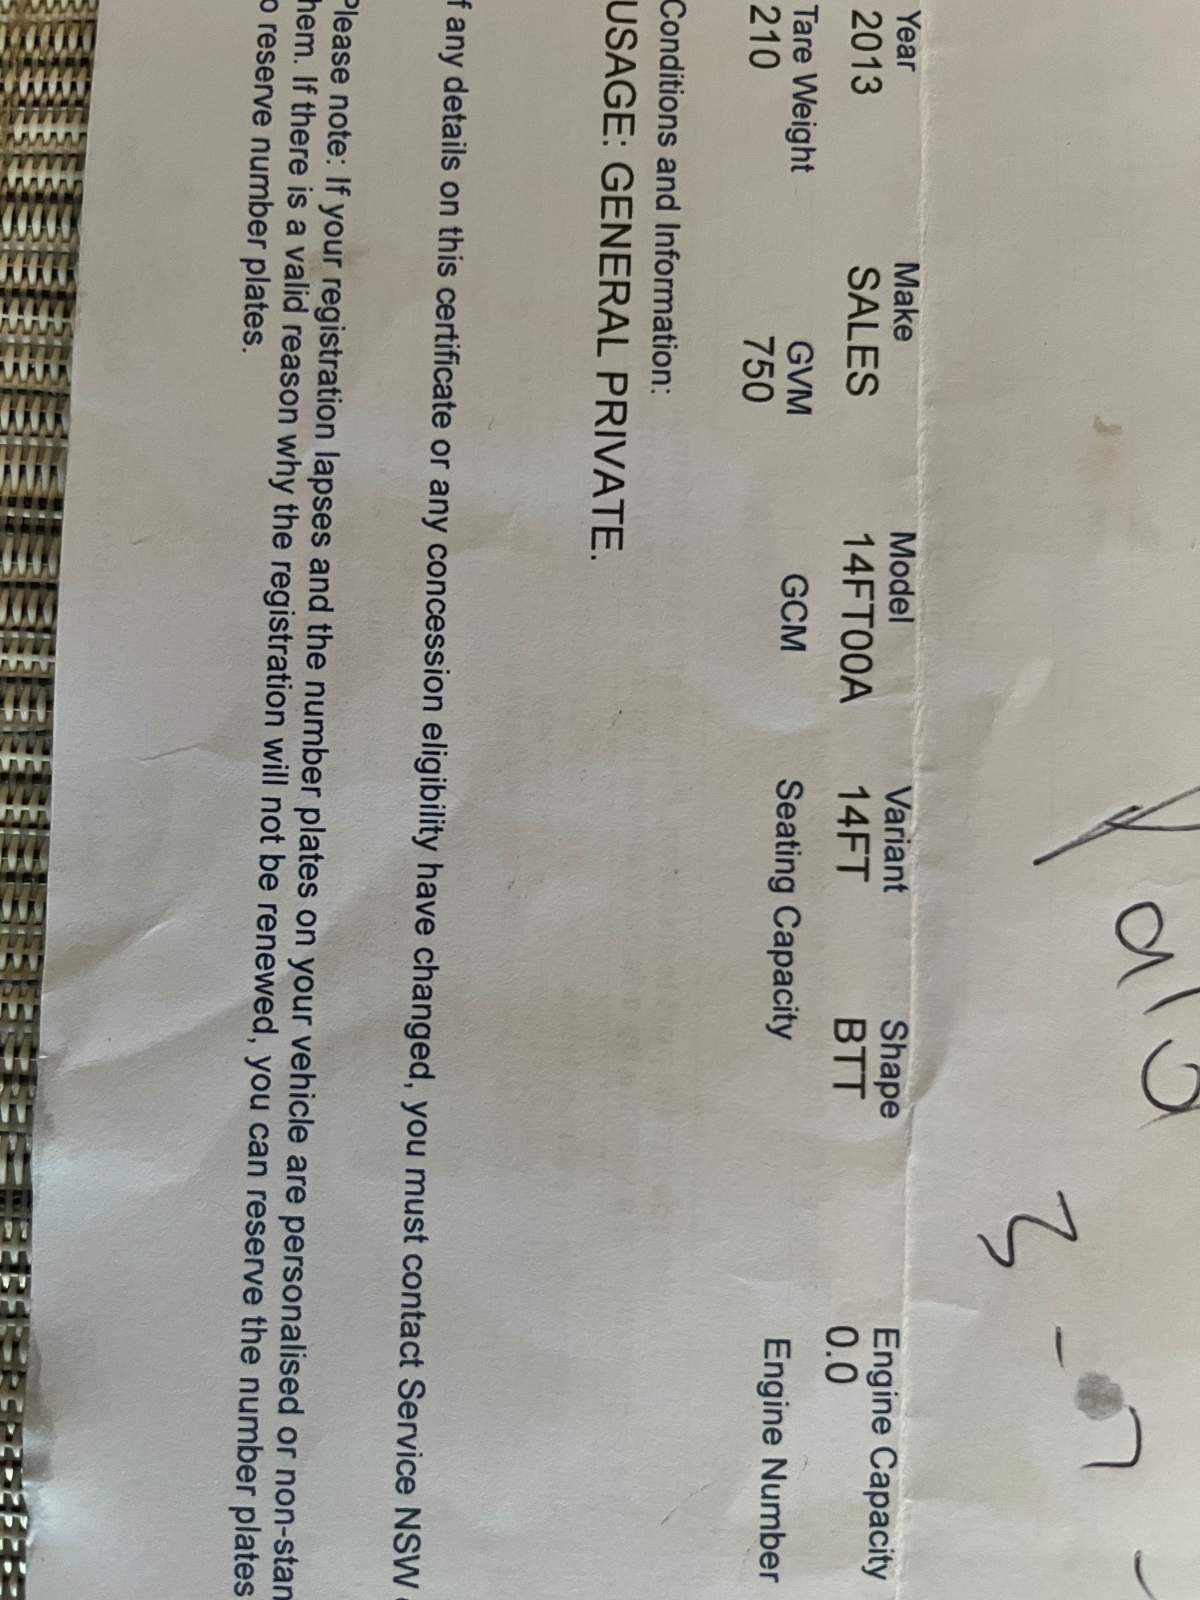 Year Make Model Variant Shape Engine Capacity
2013 SALES 14FT00A 14FT BTT 0.0
Tare Weight GVM GCM Seating Capacity Engine Number
210 750
Conditions and Information:
USAGE: GENERAL PRIVATE.
f any details on this certificate or any concession eligibility have changed, you must contact Service NSW
Please note: If your registration lapses and the number plates on your vehicle are personalised or non-stan
hem. If there is a valid reason why the registration will not be renewed, you can reserve the number plates
o reserve number plates.